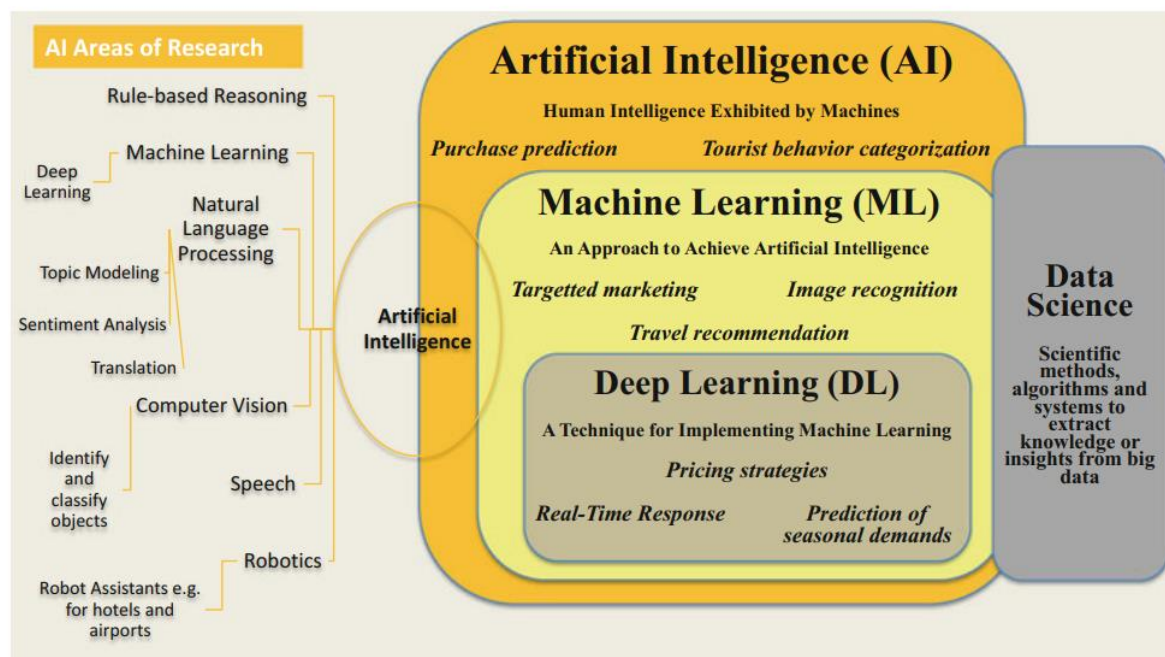 AI Areas of Research
Rule-based Reasoning
Machine Learning
Deep
Learning
Natural
Language
Processing
Topic Modeling
Sentiment Analysis
Translation
Computer Vision
Identify
and
classify
objects
Speech
Robotics
Robot Assistants e.g.
for hotels and
airports
Artificial
Intelligence
Artificial Intelligence (AI)
Human Intelligence Exhibited by Machines
Purchase prediction
Tourist behavior categorization
Machine Learning (ML)
An Approach to Achieve Artificial Intelligence
Targetted marketing
Image recognition
Travel recommendation
Deep Learning (DL)
A Technique for Implementing Machine Learning
Pricing strategies
Real-Time Response
Prediction of
seasonal demands
Data
Science
Scientific
methods,
algorithms and
systems to
extract
knowledge or
insights from big
data